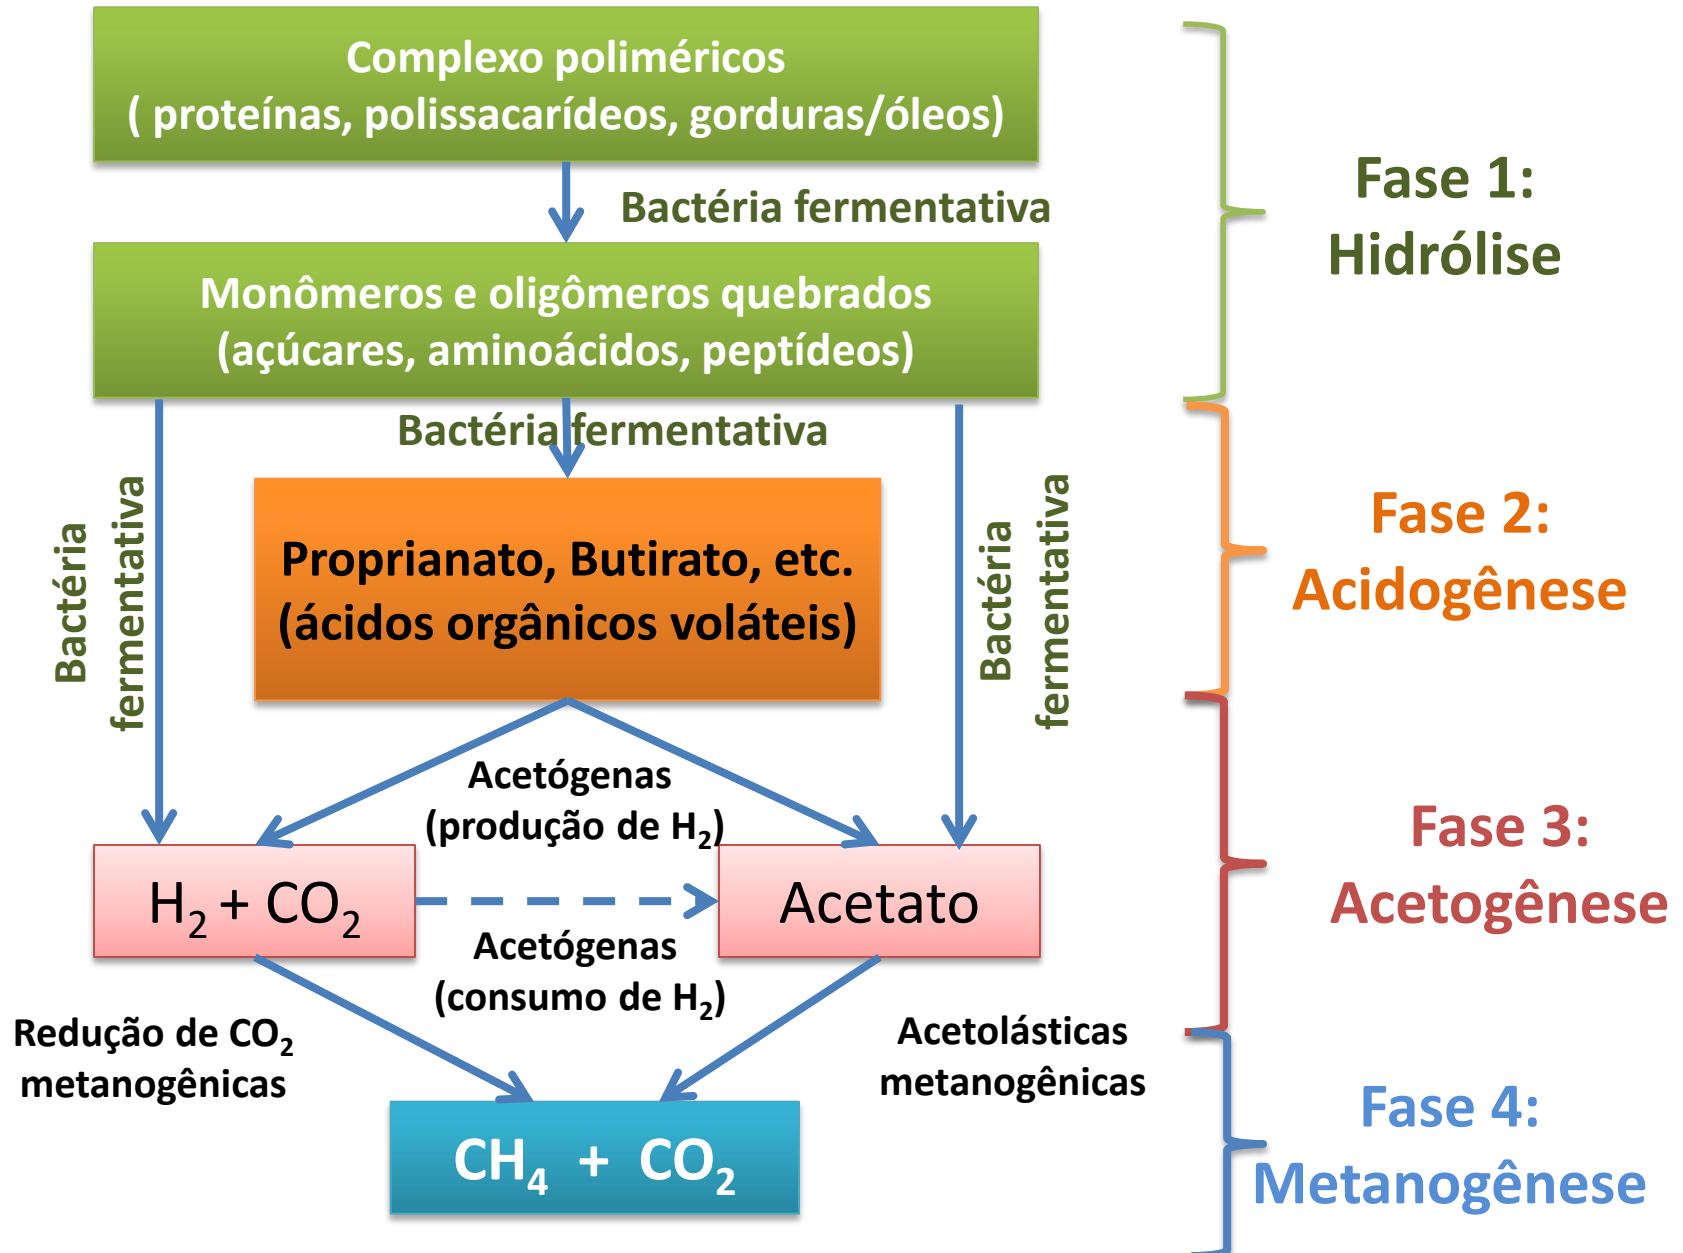 Complexo poliméricos
( proteínas, polissacarídeos, gorduras/óleos)
Bactéria fermentativa
Fase 1:
Hidrólise
Monômeros e oligômeros quebrados
(açúcares, aminoácidos, peptídeos)
Bactéria fermentativa
Bactéria
fermentativa
Proprianato, Butirato, etc.
(ácidos orgânicos voláteis)
Bactéria
fermentativa
Fase 2:
Acidogênese
Acetógenas
(produção de H₂)
H₂ + CO₂
Acetato
Acetógenas
(consumo de H₂)
Fase 3:
Acetogênese
Redução de CO₂
metanogênicas
Acetolásticas
metanogênicas
CH₄ + CO₂
Fase 4:
Metanogênese